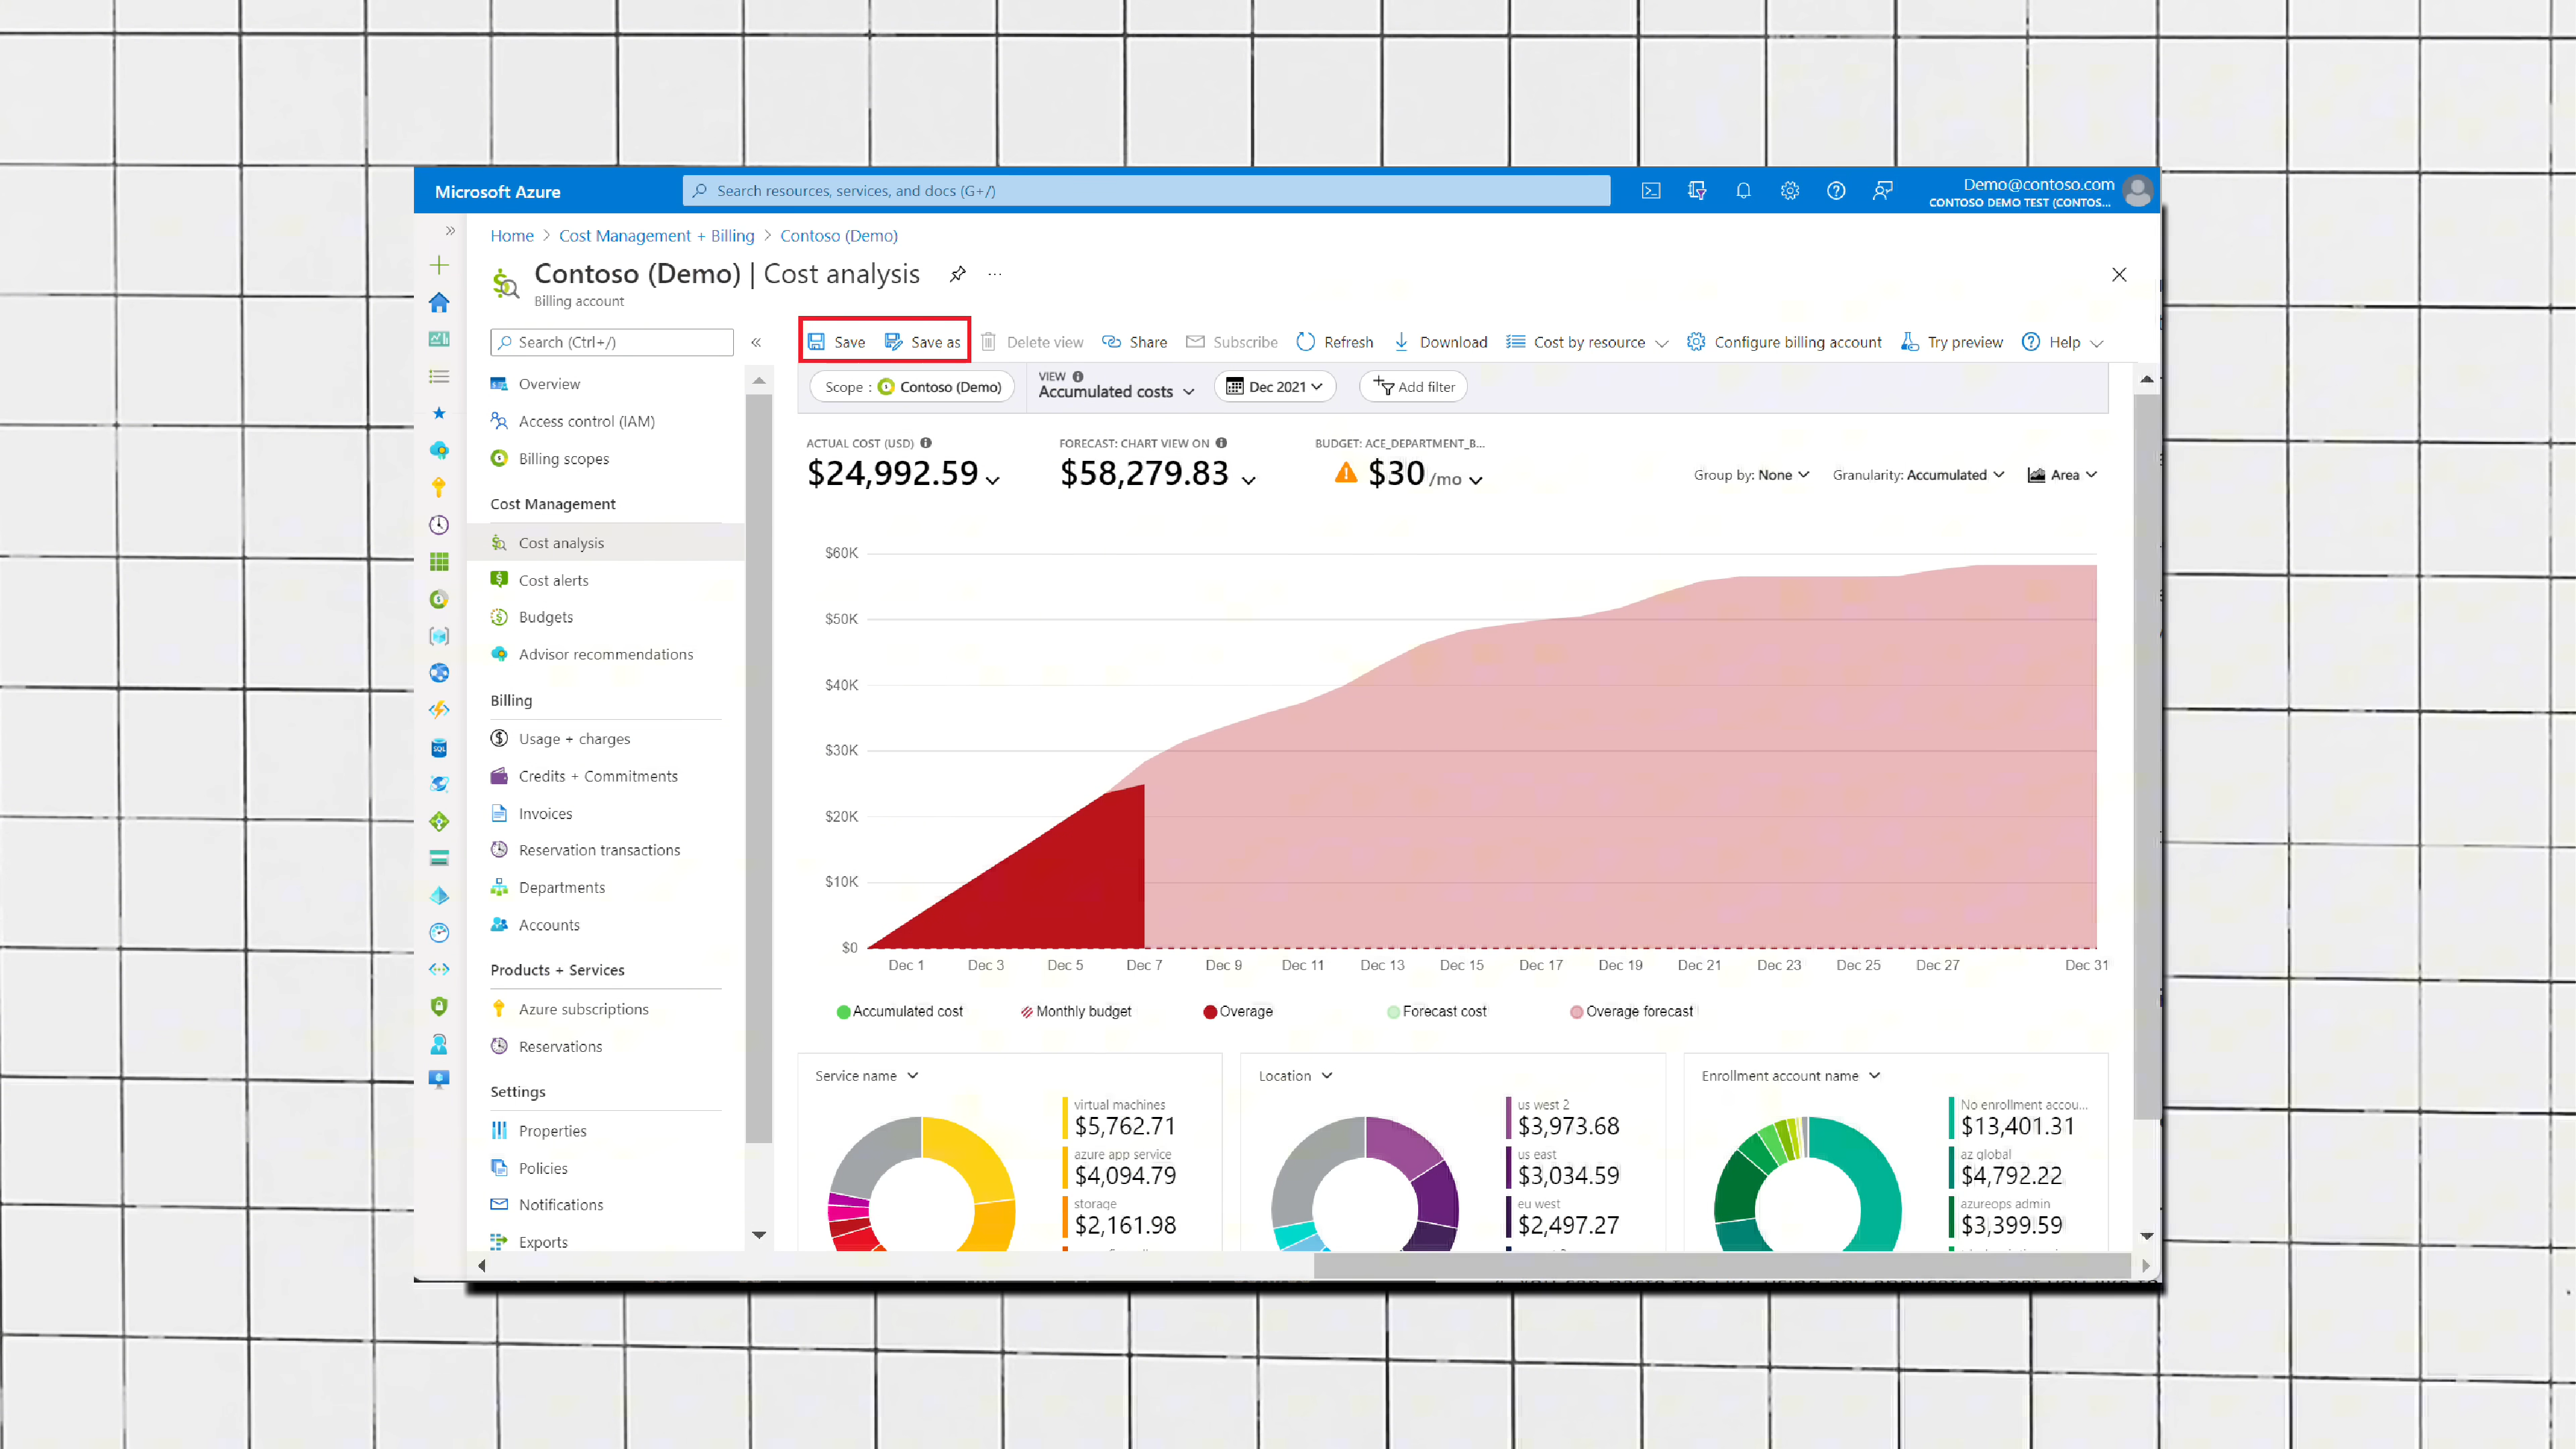 Microsoft Azure
Search resources, services, and docs (G+/)
Demo@contoso.com
CONTOSO DEMO TEST (CONTOS...
Home > Cost Management + Billing > Contoso (Demo)
Contoso (Demo) | Cost analysis ...
Billing account
Search (Ctrl+/)
Overview
Access control (IAM)
Billing scopes
Cost Management
Cost analysis
Cost alerts
Budgets
Advisor recommendations
Billing
Usage + charges
Credits + Commitments
Invoices
Reservation transactions
Departments
Accounts
Products + Services
Azure subscriptions
Reservations
Settings
Properties
Policies
Notifications
Exports
Save Save as Delete view Share Subscribe Refresh Download Cost by resource Configure billing account Try preview Help
Scope : Contoso (Demo)
VIEW
Accumulated costs
Dec 2021
Add filter
ACTUAL COST (USD)
$24,992.59
FORECAST: CHART VIEW ON
$58,279.83
BUDGET: ACE_DEPARTMENT_B...
$30 /mo
Group by: None Granularity: Accumulated Area
$60K
$50K
$40K
$30K
$20K
$10K
$0
Dec 1 Dec 3 Dec 5 Dec 7 Dec 9 Dec 11 Dec 13 Dec 15 Dec 17 Dec 19 Dec 21 Dec 23 Dec 25 Dec 27 Dec 31
Accumulated cost Monthly budget Overage Forecast cost Overage forecast
Service name
virtual machines
$5,762.71
azure app service
$4,094.79
storage
$2,161.98
Location
us west 2
$3,973.68
us east
$3,034.59
eu west
$2,497.27
Enrollment account name
No enrollment accou...
$13,401.31
az global
$4,792.22
azureops admin
$3,399.59